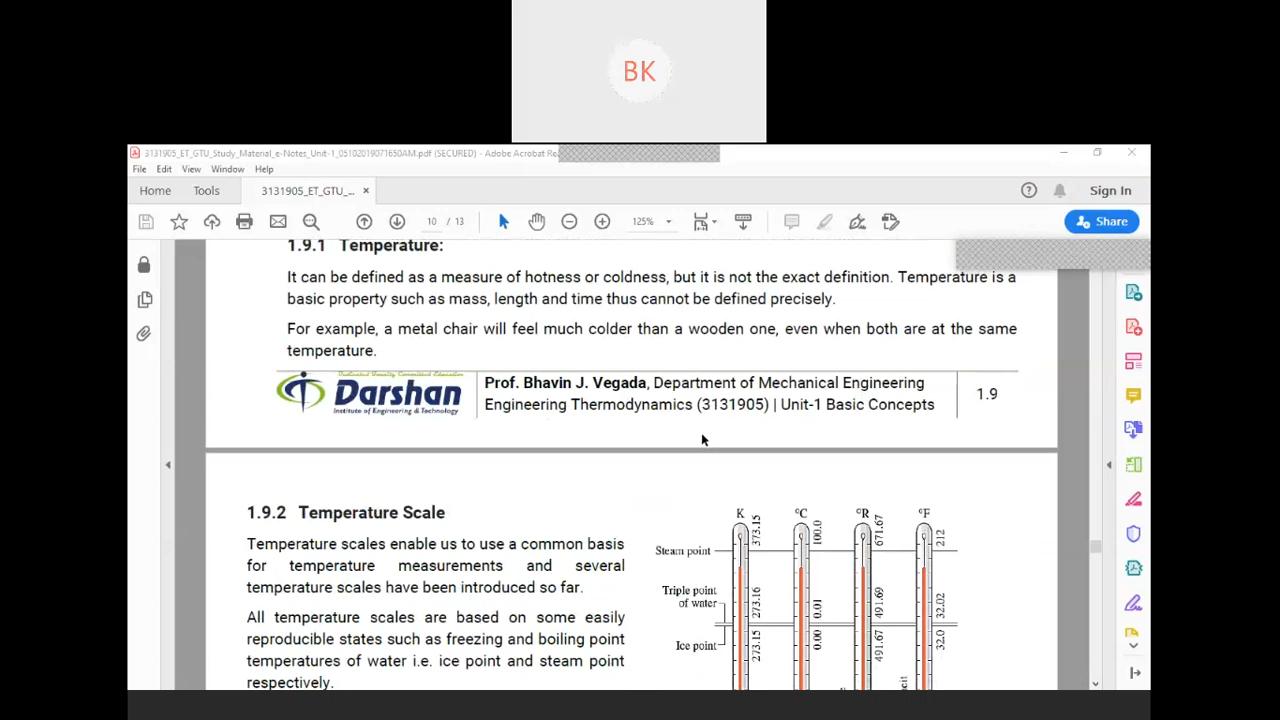 BK
3131905_ET_GTU_Study_Material_e-Notes_Unit-1_05102019071650AM.pdf (SECURED) - Adobe Acrobat Re
File Edit View Window Help
Home Tools 3131905_ET_GTU_... × Sign In
10 / 13 125% Share
1.9.1 Temperature:
It can be defined as a measure of hotness or coldness, but it is not the exact definition. Temperature is a
basic property such as mass, length and time thus cannot be defined precisely.
For example, a metal chair will feel much colder than a wooden one, even when both are at the same
temperature.
Darshan
Institute of Engineering & Technology
Prof. Bhavin J. Vegada, Department of Mechanical Engineering
Engineering Thermodynamics (3131905) | Unit-1 Basic Concepts
1.9
1.9.2 Temperature Scale
Temperature scales enable us to use a common basis
for temperature measurements and several
temperature scales have been introduced so far.
All temperature scales are based on some easily
reproducible states such as freezing and boiling point
temperatures of water i.e. ice point and steam point
respectively.
K °C °R °F
373.15 100.0 671.67 212
Steam point
Triple point
of water
273.16 0.01 491.69 32.02
Ice point
273.15 0.00 491.67 32.0